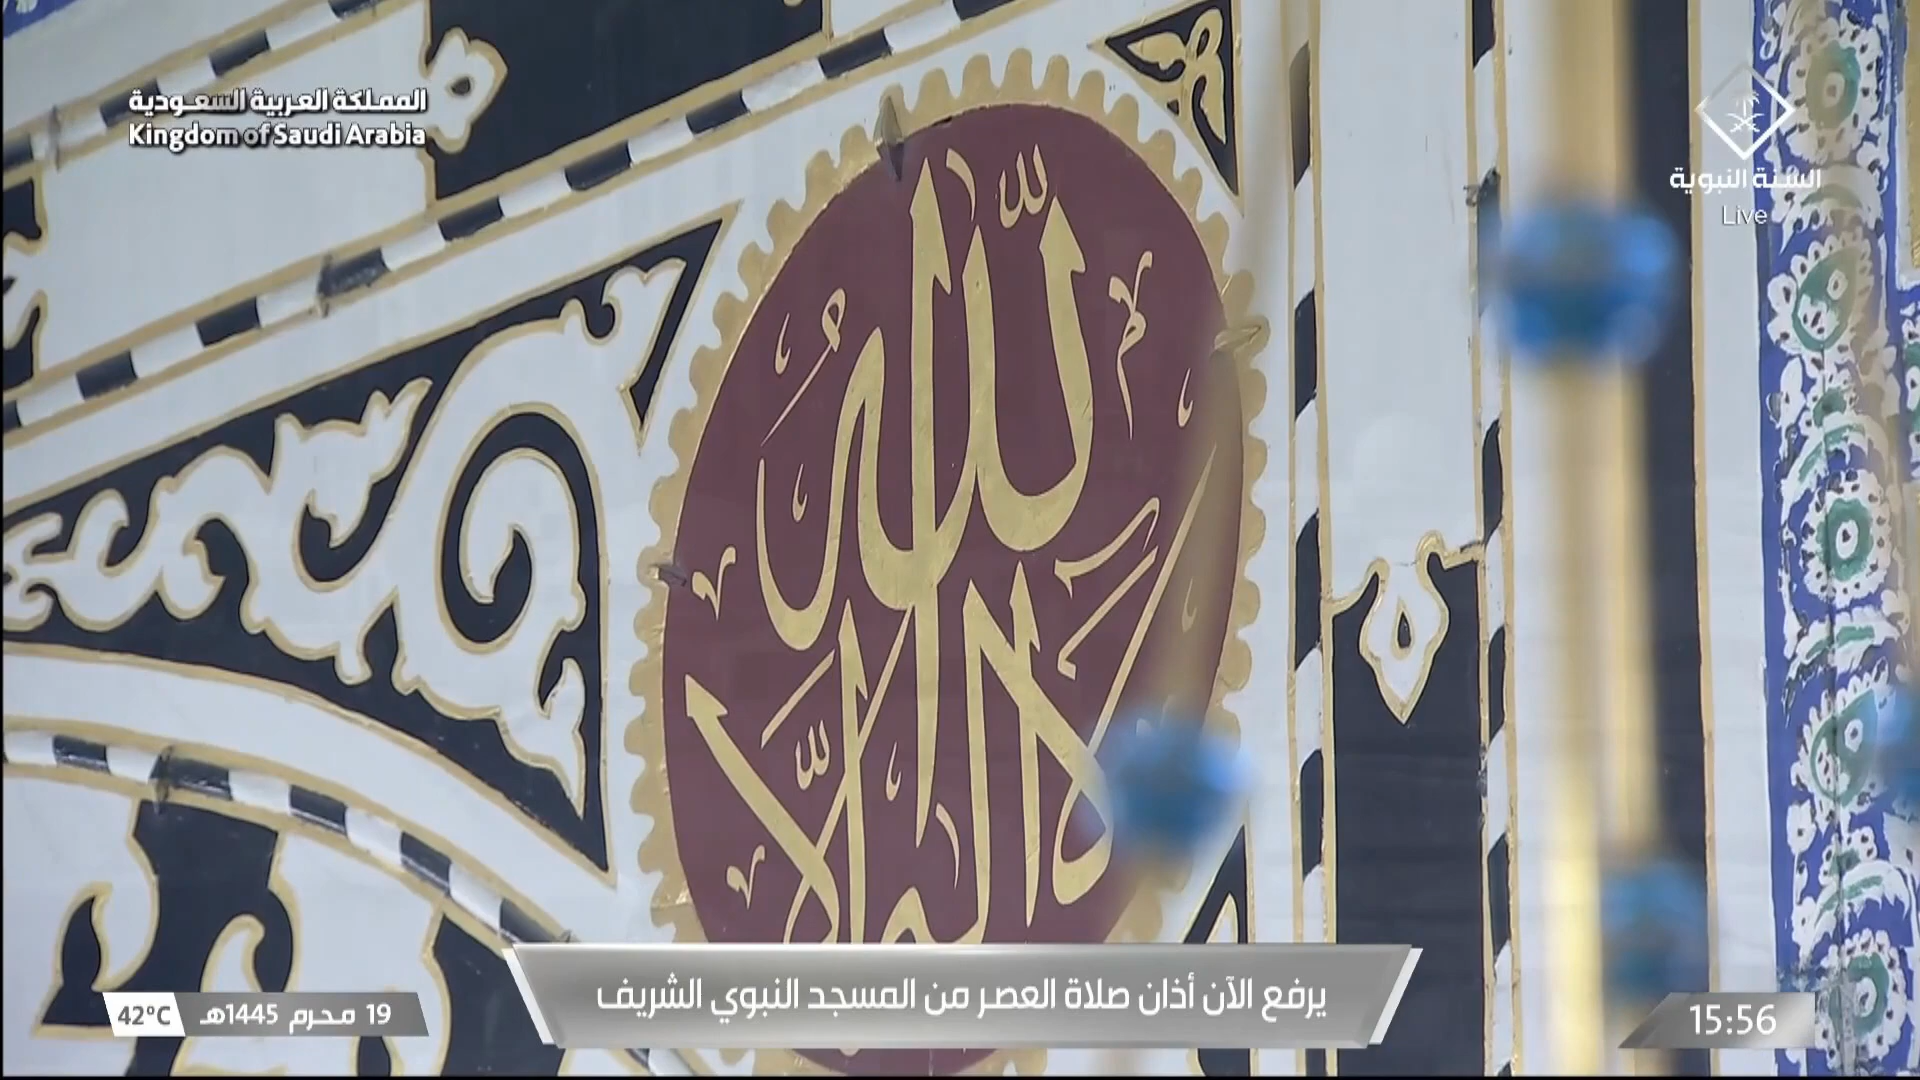 المملكة العربية السعودية
Kingdom of Saudi Arabia
السنة النبوية
Live
لا إله إلا
الله
يرفع الآن أذان صلاة العصر من المسجد النبوي الشريف
42°C
19 محرم 1445هـ
15:56